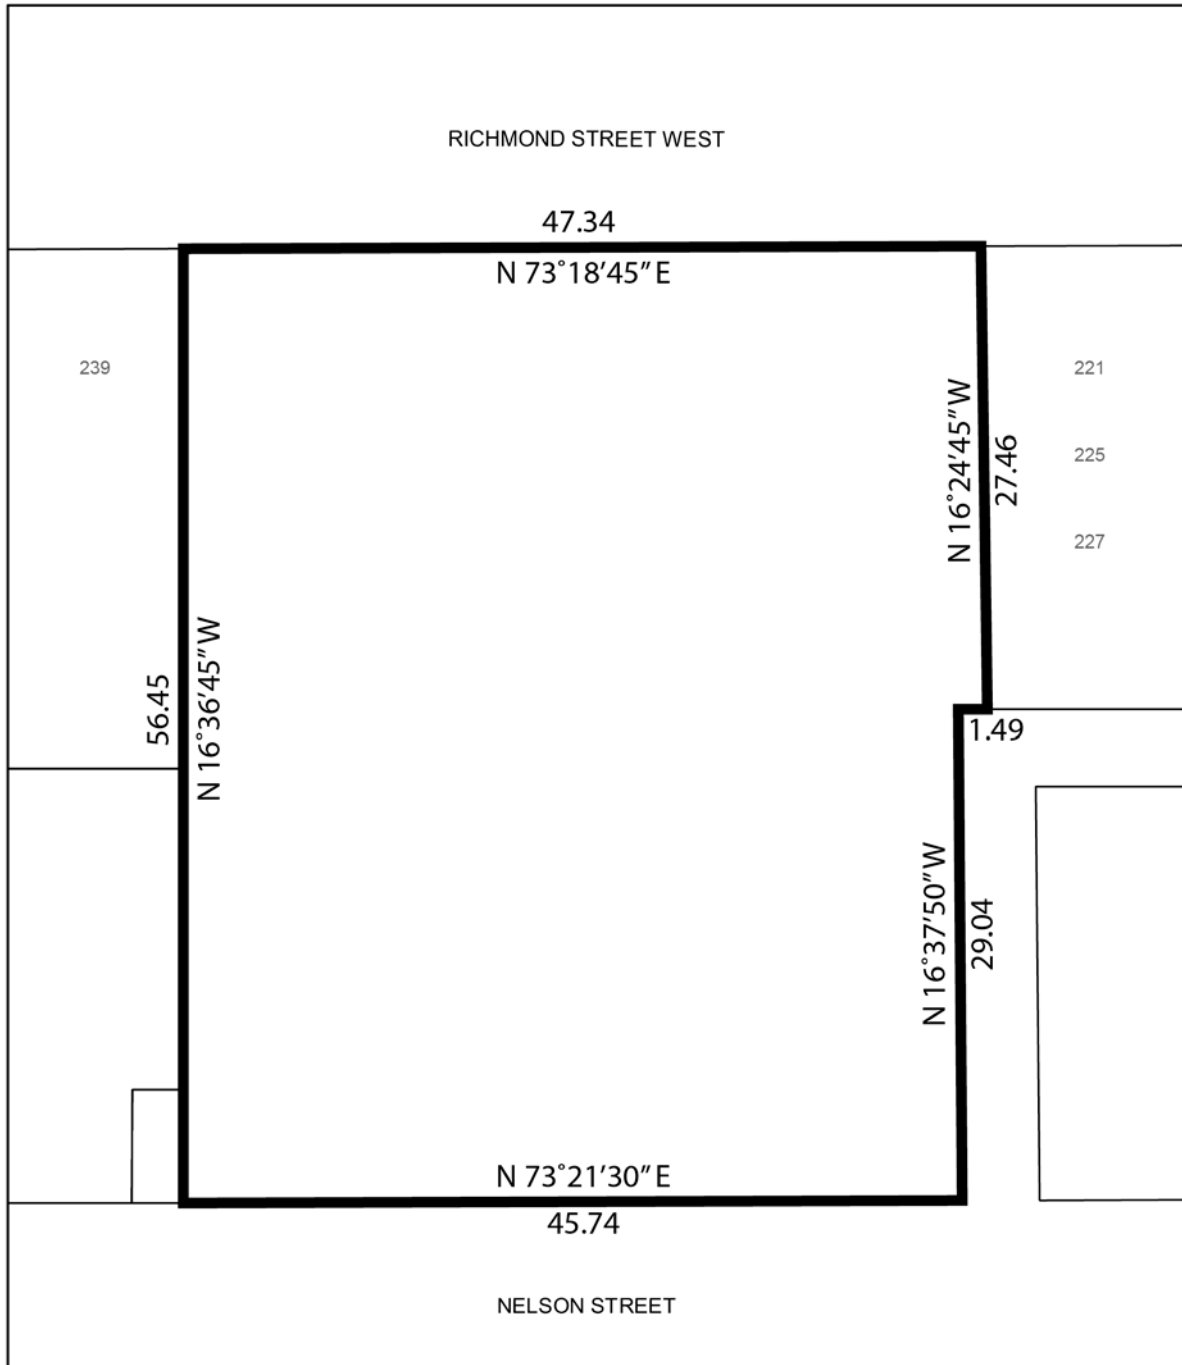 RICHMOND STREET WEST
47.34
N 73°18'45" E
239
221
N 16°24'45" W
27.46
225
227
56.45
N 16°36'45" W
1.49
N 16°37'50" W
29.04
N 73°21'30" E
45.74
NELSON STREET